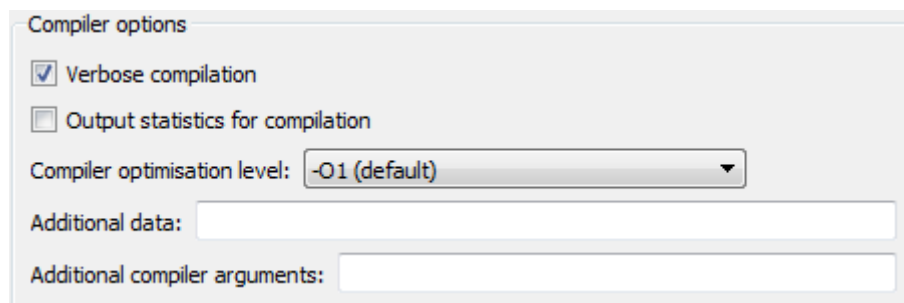 Compiler options
Verbose compilation
Output statistics for compilation
Compiler optimisation level: -O1 (default)
Additional data:
Additional compiler arguments: